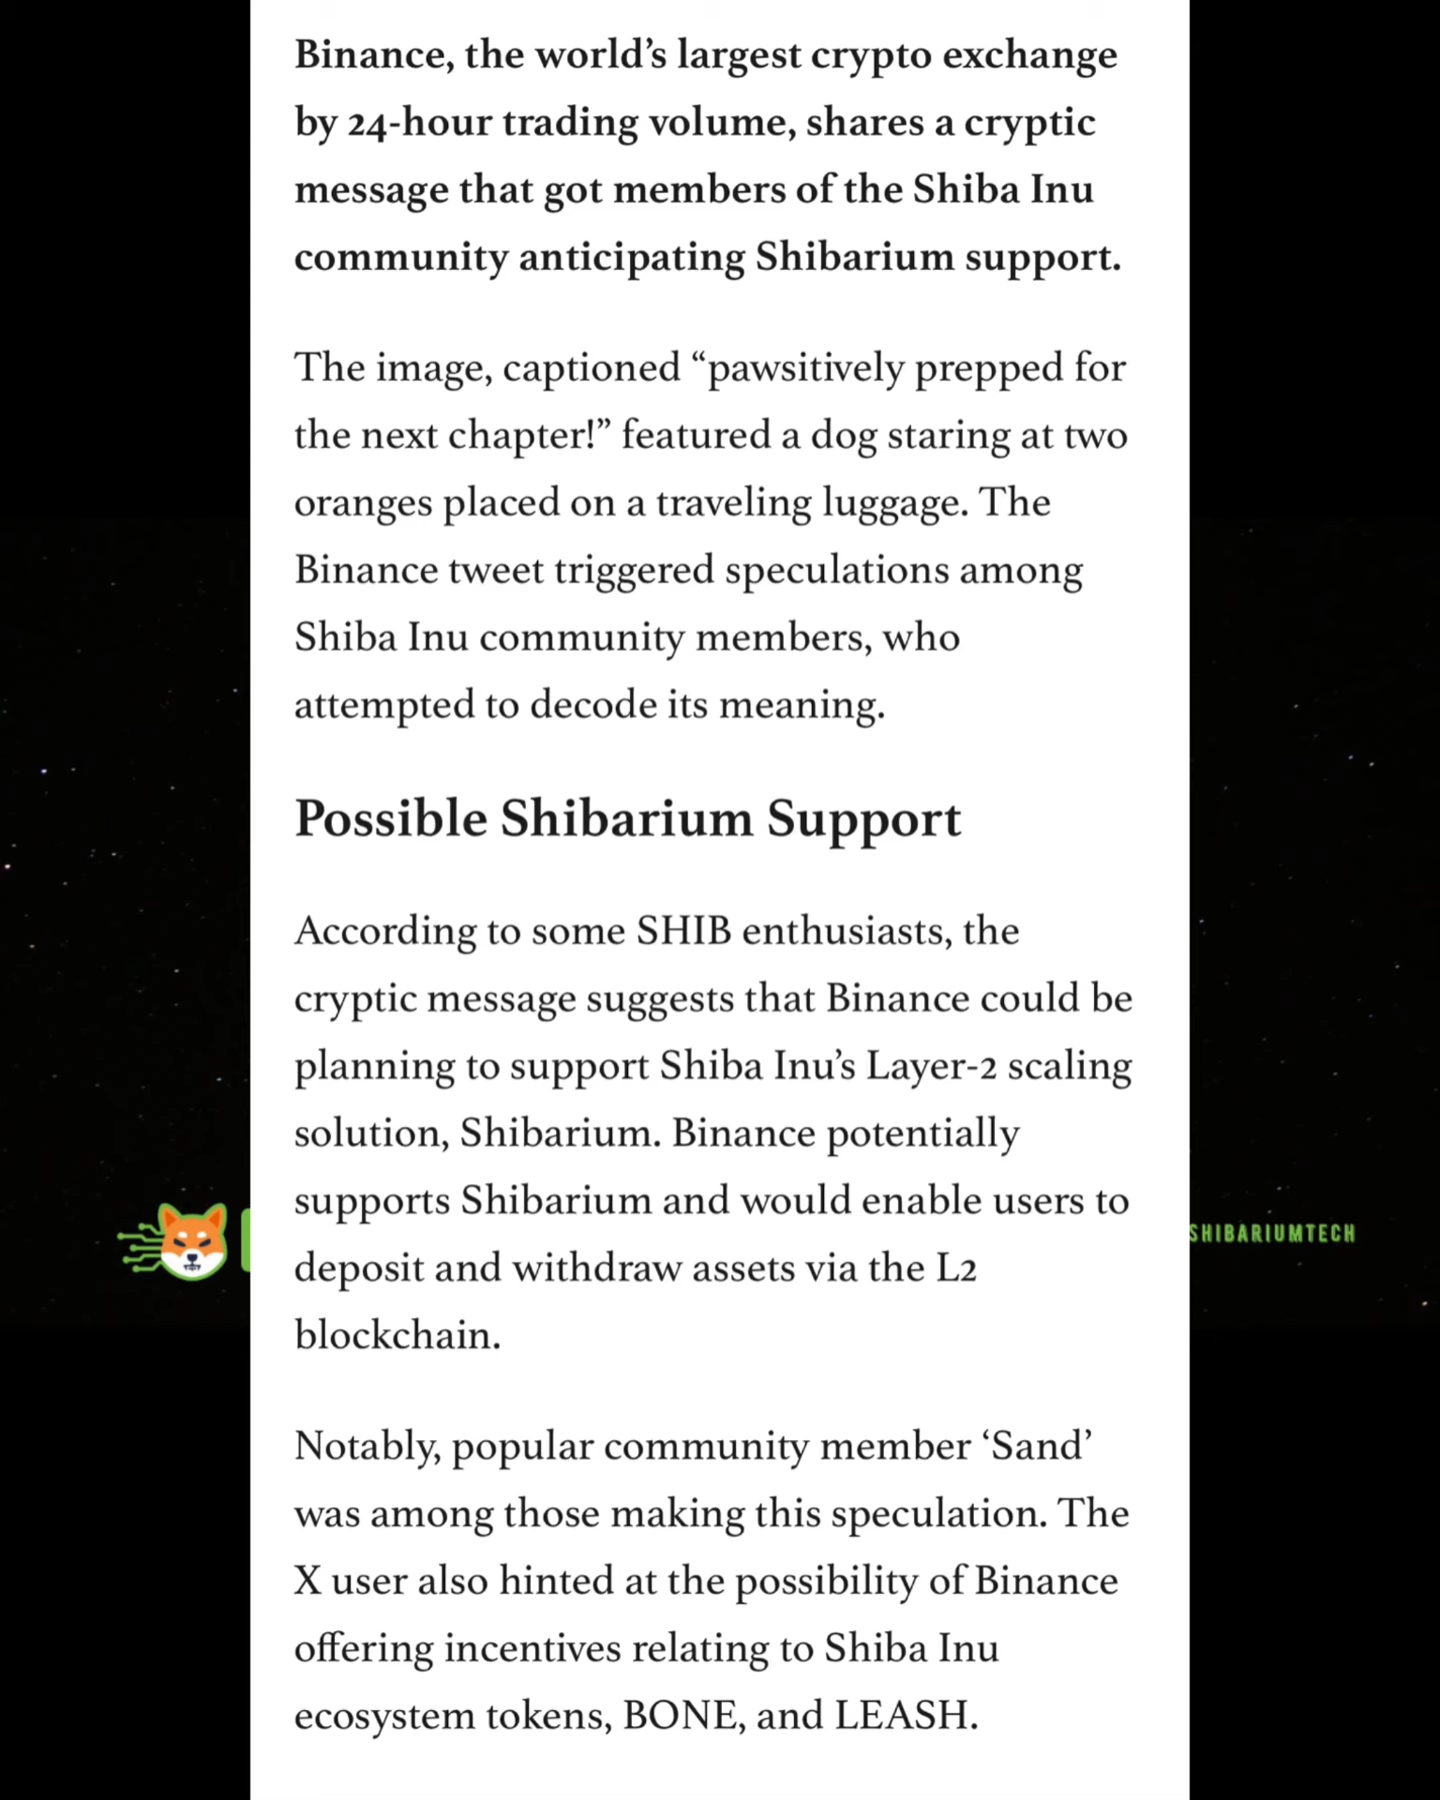 Binance, the world’s largest crypto exchange
by 24-hour trading volume, shares a cryptic
message that got members of the Shiba Inu
community anticipating Shibarium support.
The image, captioned “pawsitively prepped for
the next chapter!” featured a dog staring at two
oranges placed on a traveling luggage. The
Binance tweet triggered speculations among
Shiba Inu community members, who
attempted to decode its meaning.
Possible Shibarium Support
According to some SHIB enthusiasts, the
cryptic message suggests that Binance could be
planning to support Shiba Inu’s Layer-2 scaling
solution, Shibarium. Binance potentially
supports Shibarium and would enable users to
deposit and withdraw assets via the L2
blockchain.
SHIBARIUMTECH
Notably, popular community member ‘Sand’
was among those making this speculation. The
X user also hinted at the possibility of Binance
offering incentives relating to Shiba Inu
ecosystem tokens, BONE, and LEASH.